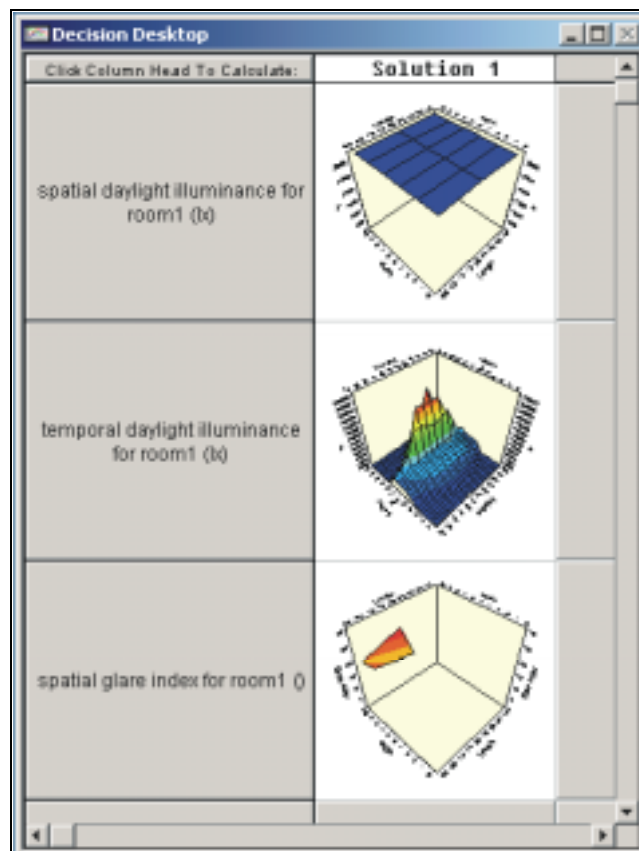 Decision Desktop
Click Column Head To Calculate:
Solution 1
spatial daylight illuminance for
room1 (lx)
temporal daylight illuminance
for room1 (lx)
spatial glare index for room1 ()